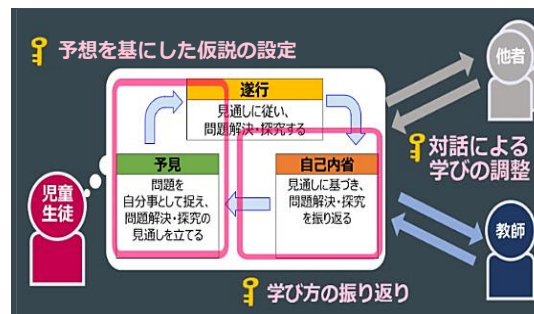 予想を基にした仮説の設定
遂行
見通しに従い、
問題解決・探究する
予見
問題を
自分事として捉え、
問題解決・探究の
見通しを立てる
自己内省
見通しに基づき、
問題解決・探究
を振り返る
児童
生徒
他者
対話による
学びの調整
教師
学び方の振り返り